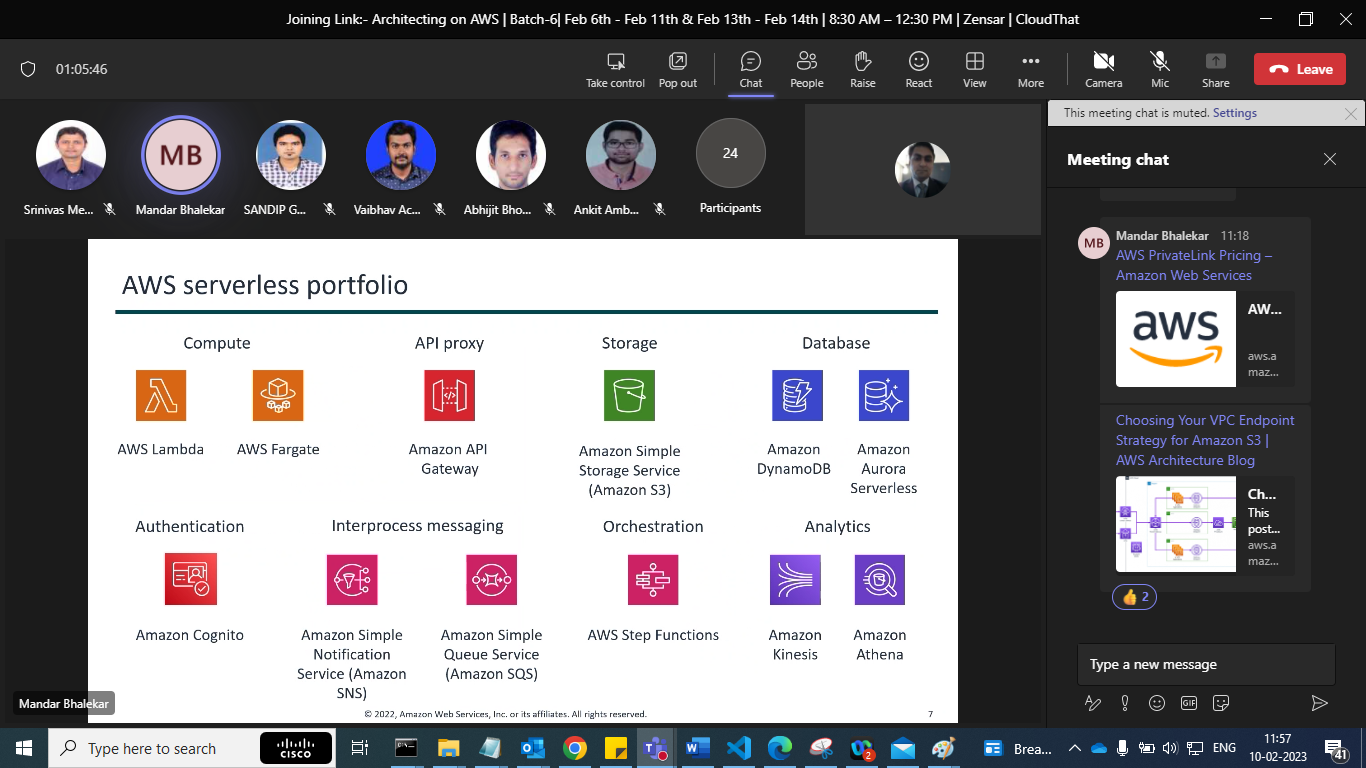 Joining Link:- Architecting on AWS | Batch-6| Feb 6th - Feb 11th & Feb 13th - Feb 14th | 8:30 AM – 12:30 PM | Zensar | CloudThat
01:05:46
Take control
Pop out
Chat
People
Raise
React
View
More
Camera
Mic
Share
Leave
MB
24
Srinivas Me...
Mandar Bhalekar
SANDIP G...
Vaibhav Ac...
Abhijit Bho...
Ankit Amb...
Participants
This meeting chat is muted. Settings
Meeting chat
MB
Mandar Bhalekar 11:18
AWS PrivateLink Pricing –
Amazon Web Services
aws
AW...
aws.a
maz...
Choosing Your VPC Endpoint
Strategy for Amazon S3 |
AWS Architecture Blog
Ch...
This
post...
aws.a
maz...
👍 2
Type a new message
GIF
AWS serverless portfolio
Compute
API proxy
Storage
Database
AWS Lambda
AWS Fargate
Amazon API
Gateway
Amazon Simple
Storage Service
(Amazon S3)
Amazon
DynamoDB
Amazon
Aurora
Serverless
Authentication
Interprocess messaging
Orchestration
Analytics
Amazon Cognito
Amazon Simple
Notification
Service (Amazon
SNS)
Amazon Simple
Queue Service
(Amazon SQS)
AWS Step Functions
Amazon
Kinesis
Amazon
Athena
Mandar Bhalekar
© 2022, Amazon Web Services, Inc. or its affiliates. All rights reserved.
7
Type here to search
CISCO
2
Brea...
ENG
11:57
10-02-2023
41